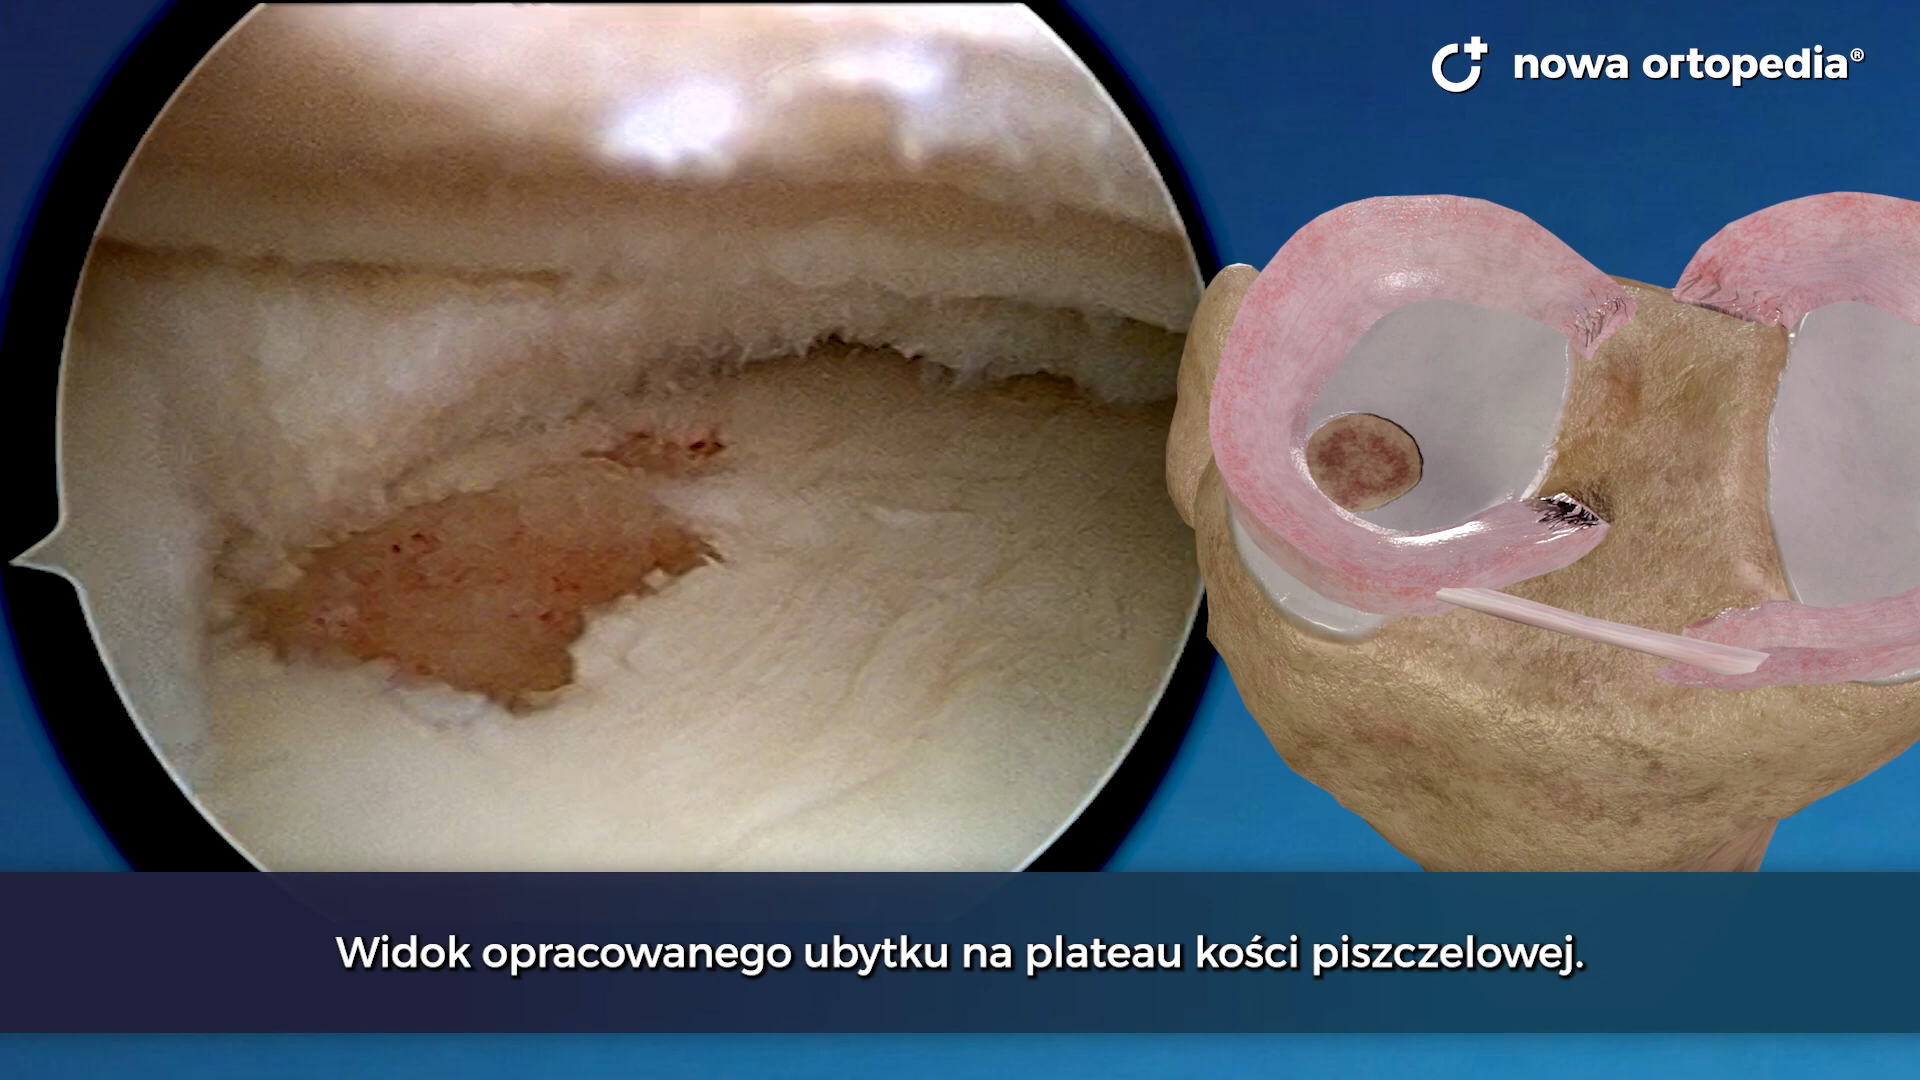 nowa ortopedia®
Widok opracowanego ubytku na plateau kości piszczelowej.